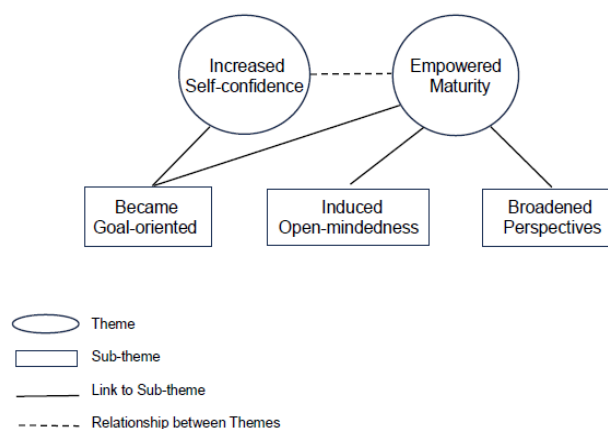 Increased
Self-confidence
Empowered
Maturity
Became
Goal-oriented
Induced
Open-mindedness
Broadened
Perspectives
Theme
Sub-theme
Link to Sub-theme
Relationship between Themes